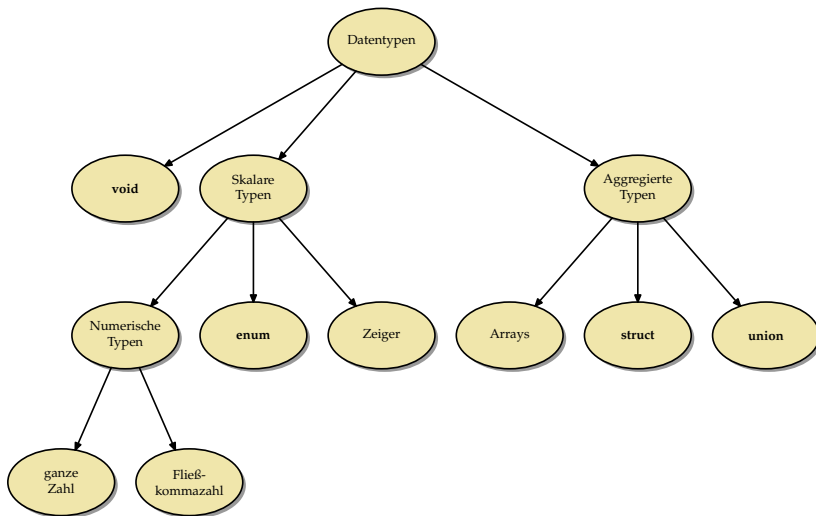 Datentypen
void
Skalare
Typen
Aggregierte
Typen
Numerische
Typen
enum
Zeiger
Arrays
struct
union
ganze
Zahl
Fließ-
kommazahl